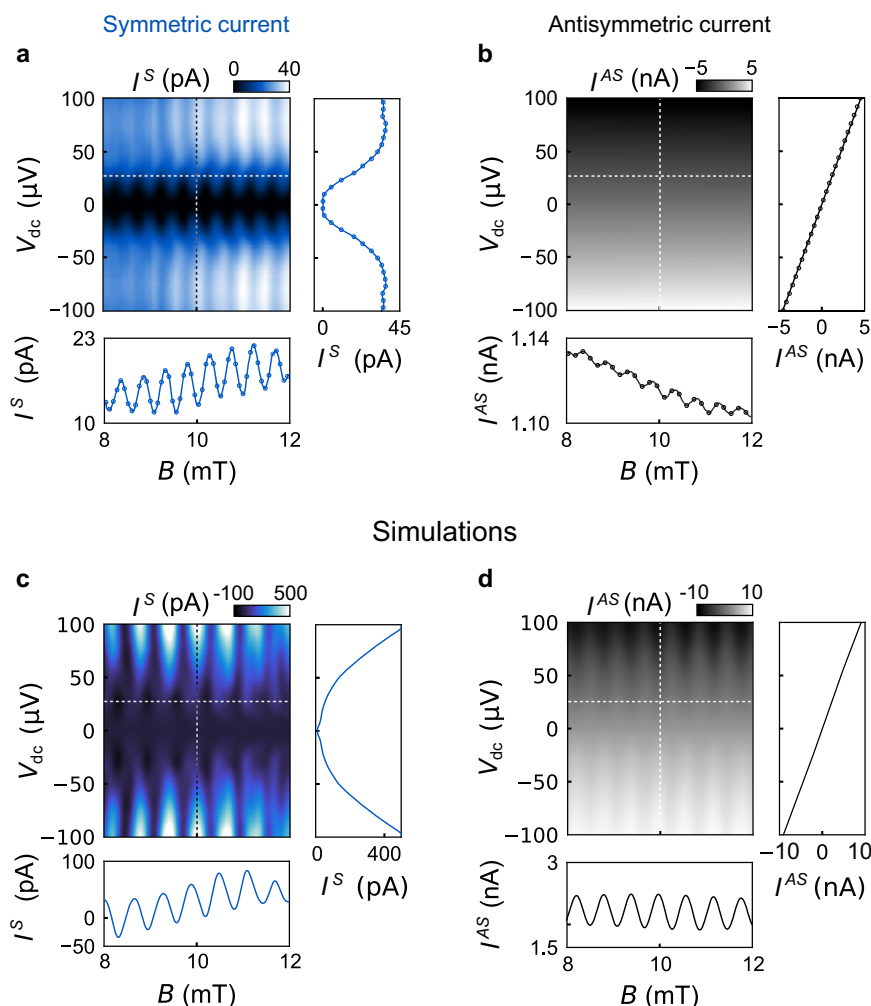 Symmetric current
Antisymmetric current
a
I^S (pA)
0 40
V_dc (μV)
100
50
0
−50
−100
0 45
I^S (pA)
I^S (pA)
23
10
8 10 12
B (mT)
b
I^AS (nA)
−5 5
V_dc (μV)
100
50
0
−50
−100
−5 0 5
I^AS (nA)
I^AS (nA)
1.14
1.10
8 10 12
B (mT)
Simulations
c
I^S (pA)
-100 500
V_dc (μV)
100
50
0
−50
−100
0 400
I^S (pA)
I^S (pA)
100
0
−50
8 10 12
B (mT)
d
I^AS (nA)
-10 10
V_dc (μV)
100
50
0
−50
−100
−10 0 10
I^AS (nA)
I^AS (nA)
3
1.5
8 10 12
B (mT)